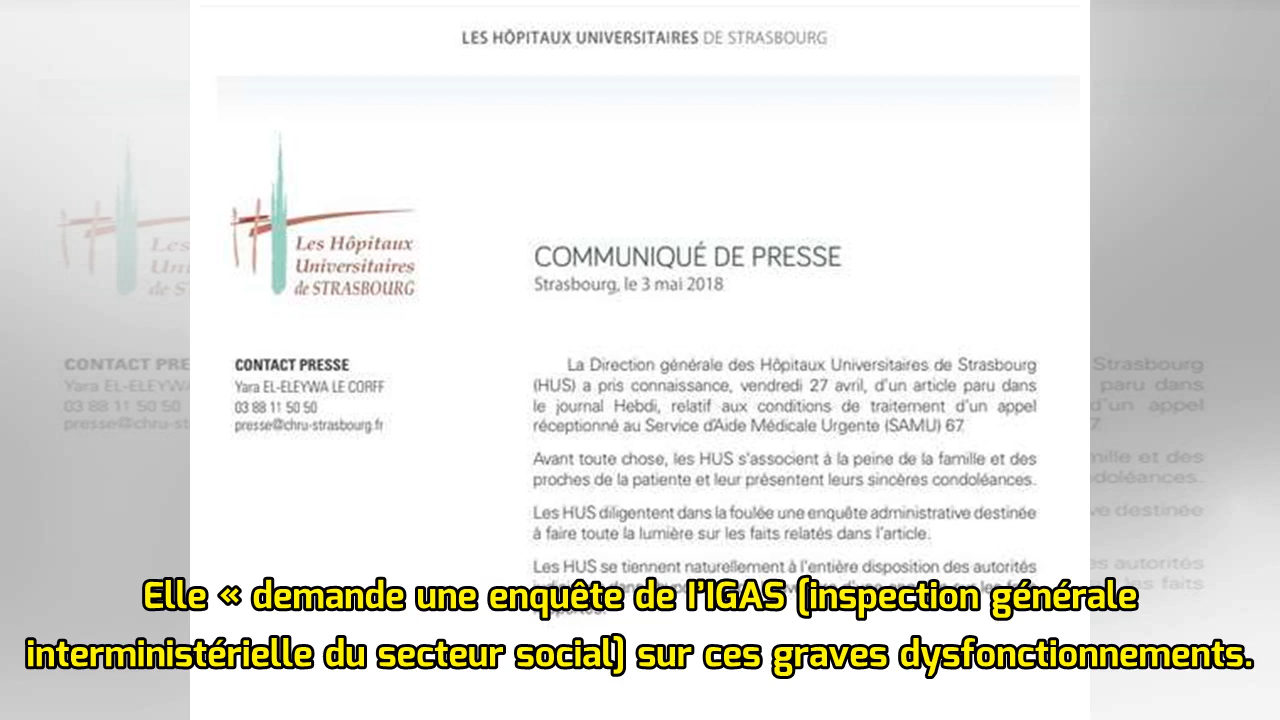 LES HÔPITAUX UNIVERSITAIRES DE STRASBOURG
Les Hôpitaux
Universitaires
de STRASBOURG
COMMUNIQUÉ DE PRESSE
Strasbourg, le 3 mai 2018
CONTACT PRESSE
Yara EL-ELEYWA LE CORFF
03 88 11 50 50
presse@chru-strasbourg.fr
La Direction générale des Hôpitaux Universitaires de Strasbourg
(HUS) a pris connaissance, vendredi 27 avril, d'un article paru dans
le journal Hebdi, relatif aux conditions de traitement d'un appel
réceptionné au Service d'Aide Médicale Urgente (SAMU) 67.
Avant toute chose, les HUS s'associent à la peine de la famille et des
proches de la patiente et leur présentent leurs sincères condoléances.
Les HUS diligentent dans la foulée une enquête administrative destinée
à faire toute la lumière sur les faits relatés dans l'article.
Les HUS se tiennent naturellement à l'entière disposition des autorités
Elle « demande une enquête de l''IGAS (inspection générale
interministérielle du secteur social) sur ces graves dysfonctionnements.